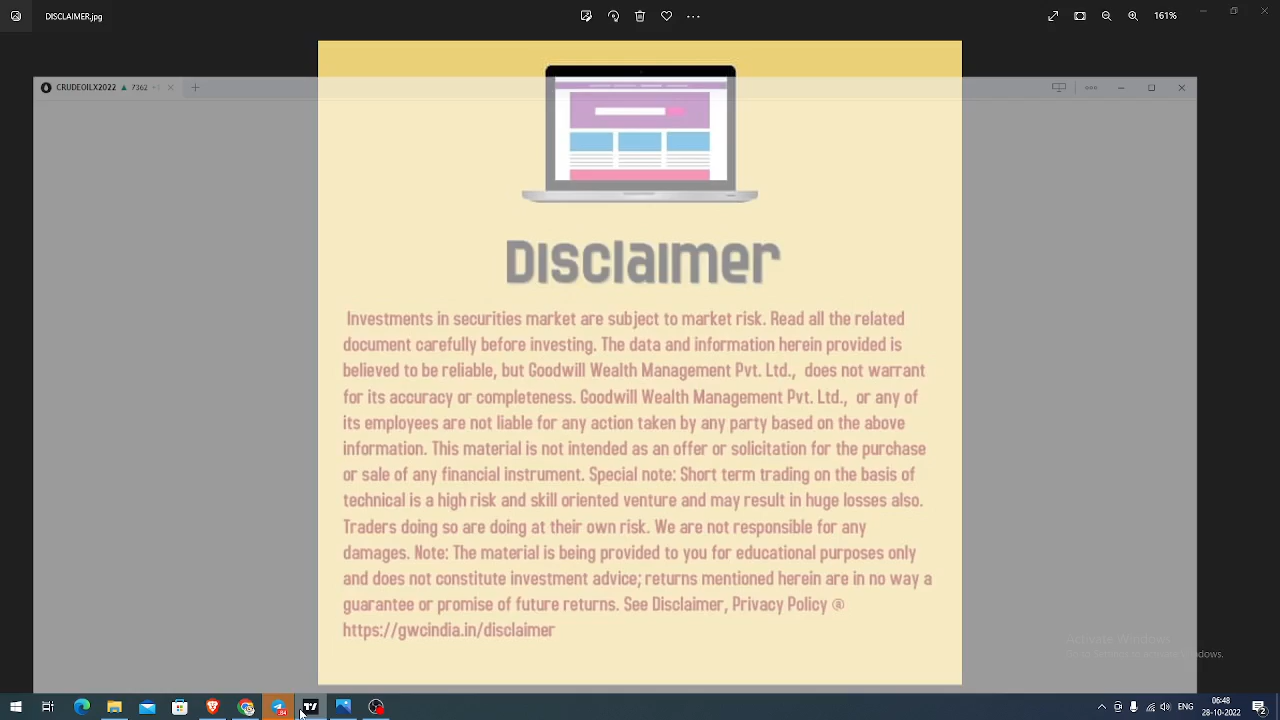 CRUDEOILX2022 ▲ 7362
Disclaimer
Investments in securities market are subject to market risk. Read all the related
document carefully before investing. The data and information herein provided is
believed to be reliable, but Goodwill Wealth Management Pvt. Ltd., does not warrant
for its accuracy or completeness. Goodwill Wealth Management Pvt. Ltd., or any of
its employees are not liable for any action taken by any party based on the above
information. This material is not intended as an offer or solicitation for the purchase
or sale of any financial instrument. Special note: Short term trading on the basis of
technical is a high risk and skill oriented venture and may result in huge losses also.
Traders doing so are doing at their own risk. We are not responsible for any
damages. Note: The material is being provided to you for educational purposes only
and does not constitute investment advice; returns mentioned herein are in no way a
guarantee or promise of future returns. See Disclaimer, Privacy Policy @
https://gwcindia.in/disclaimer
Activate Windows
28-06-2022